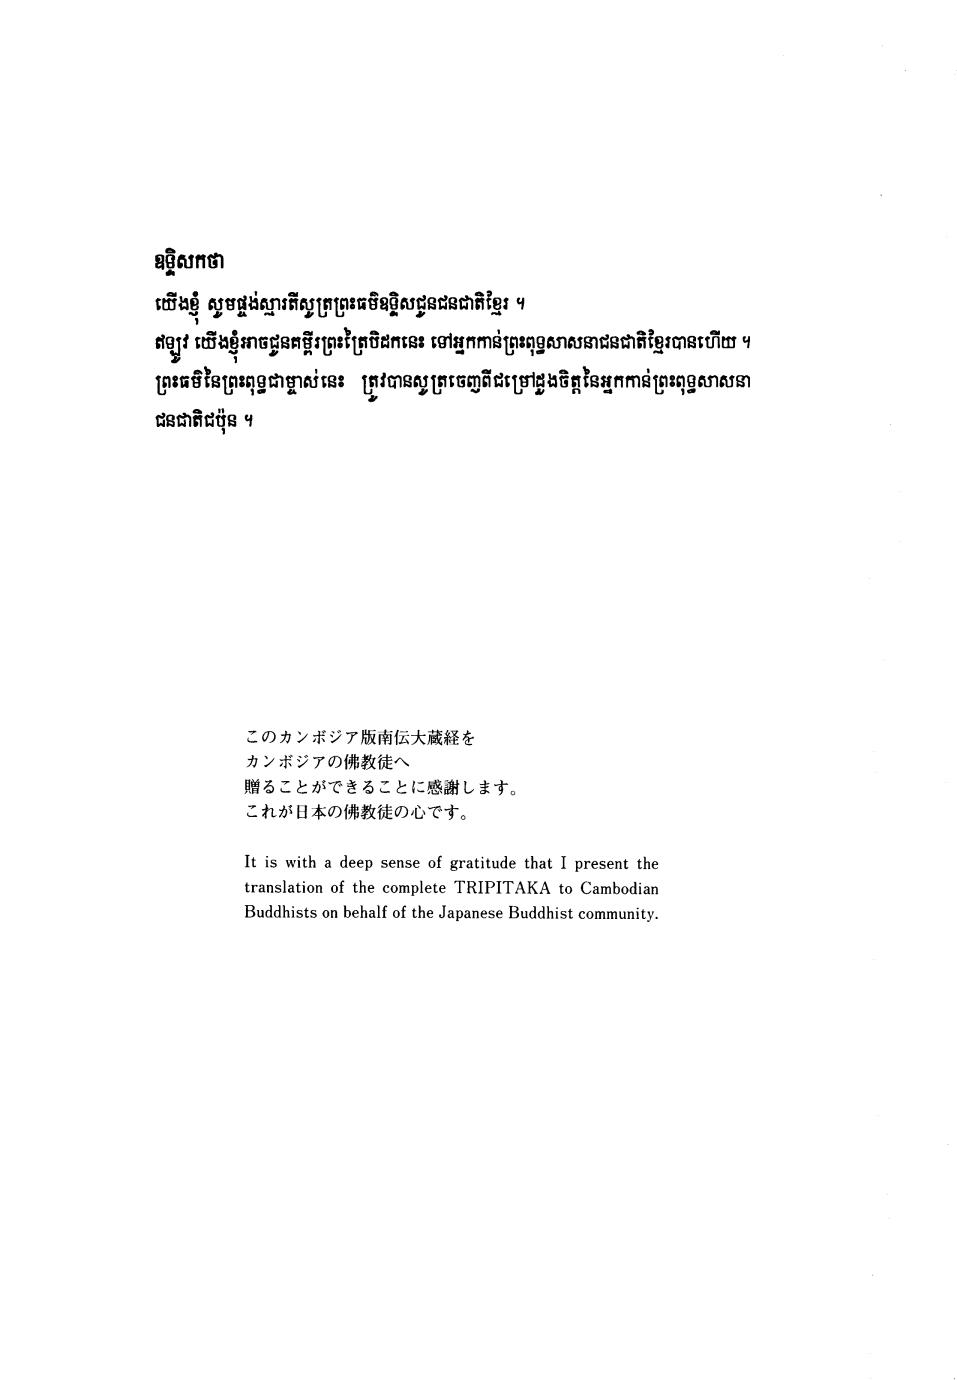 ឧទ្ទិសកថា
យើងខ្ញុំ សូមផ្ចង់ស្មារតីសូត្រព្រះធម៌ឧទ្ទិសជូនជនជាតិខ្មែរ ។
ឥឡូវ យើងខ្ញុំអាចជូនគម្ពីរព្រះត្រៃបិដកនេះ ទៅអ្នកកាន់ព្រះពុទ្ធសាសនាជនជាតិខ្មែរបានហើយ ។
ព្រះធម៌នៃព្រះពុទ្ធជាម្ចាស់នេះ ត្រូវបានសូត្រចេញពីជម្រៅដួងចិត្តនៃអ្នកកាន់ព្រះពុទ្ធសាសនា
ជនជាតិជប៉ុន ។
このカンボジア版南伝大蔵経を
カンボジアの佛教徒へ
贈ることができることに感謝します。
これが日本の佛教徒の心です。
It is with a deep sense of gratitude that I present the
translation of the complete TRIPITAKA to Cambodian
Buddhists on behalf of the Japanese Buddhist community.